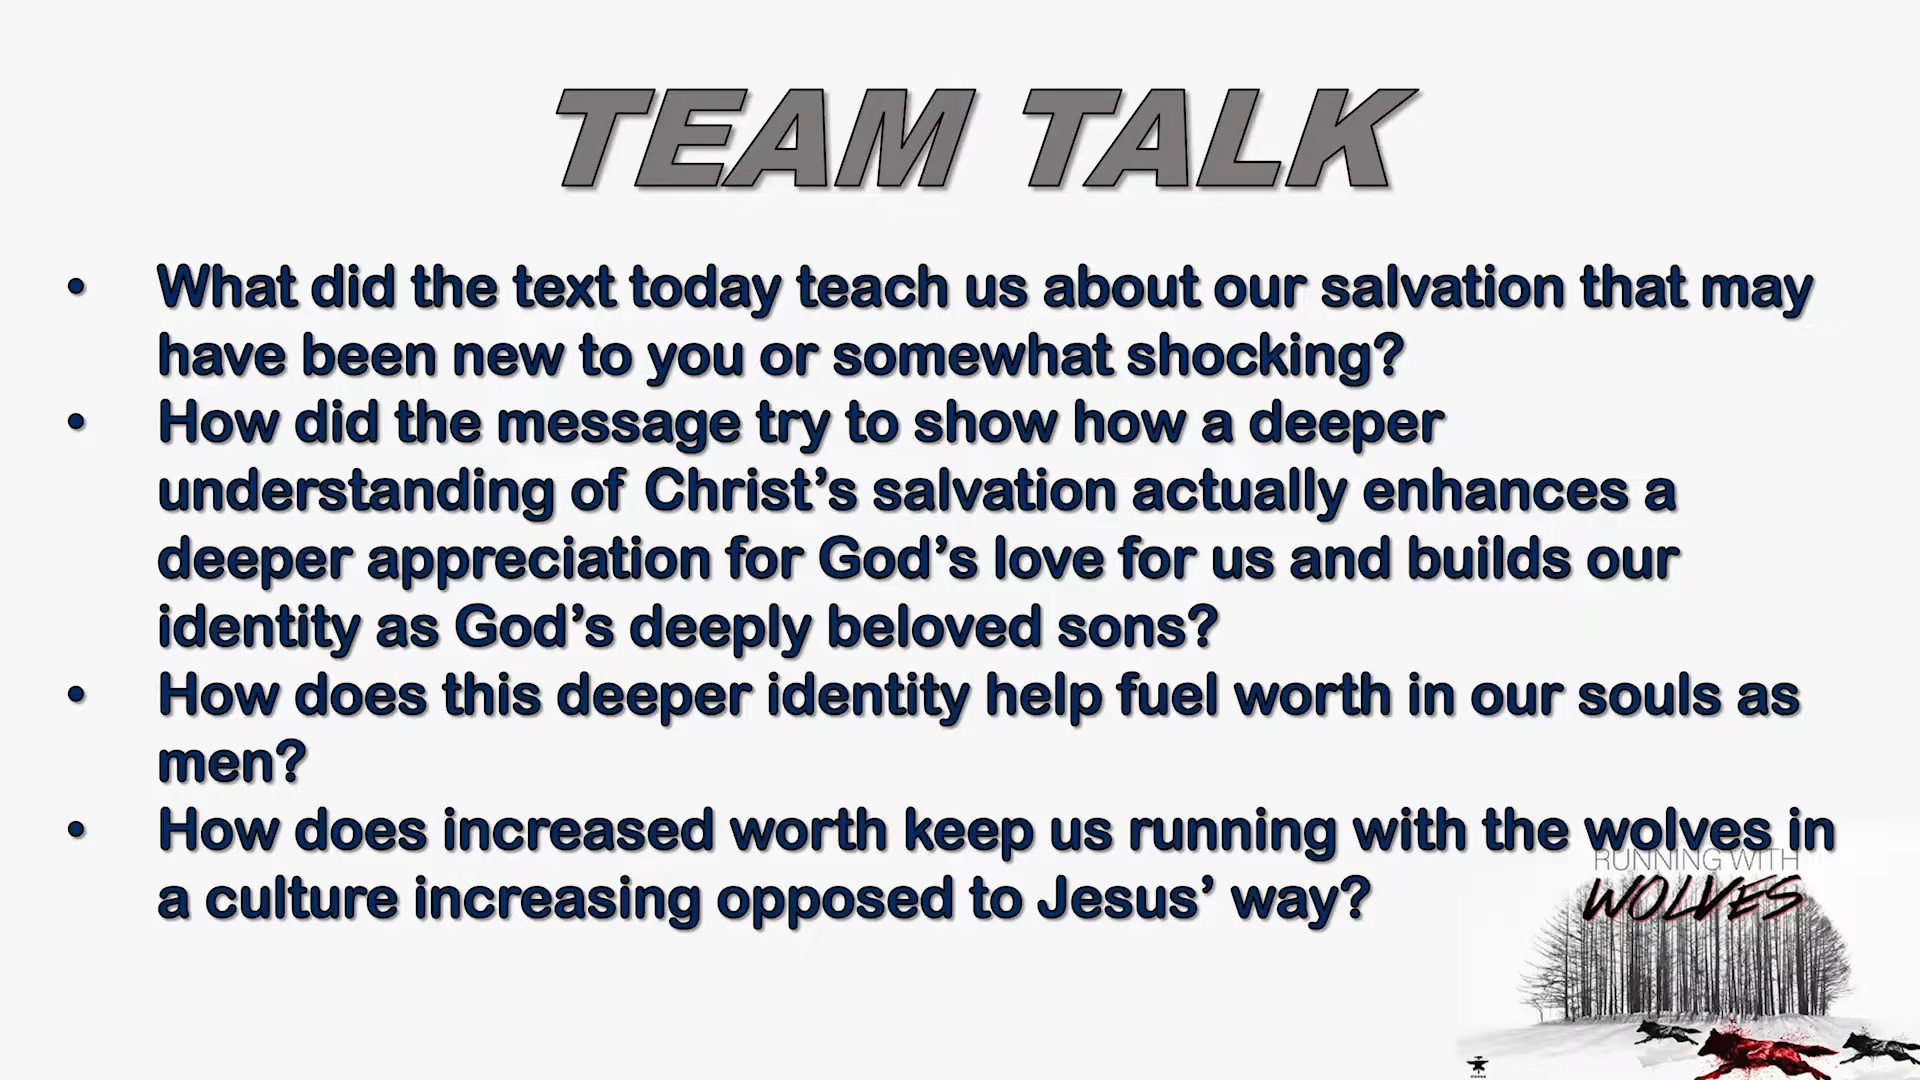 TEAM TALK
• What did the text today teach us about our salvation that may
have been new to you or somewhat shocking?
• How did the message try to show how a deeper
understanding of Christ’s salvation actually enhances a
deeper appreciation for God’s love for us and builds our
identity as God’s deeply beloved sons?
• How does this deeper identity help fuel worth in our souls as
men?
• How does increased worth keep us running with the wolves in
a culture increasing opposed to Jesus’ way?
RUNNING WITH
WOLVES